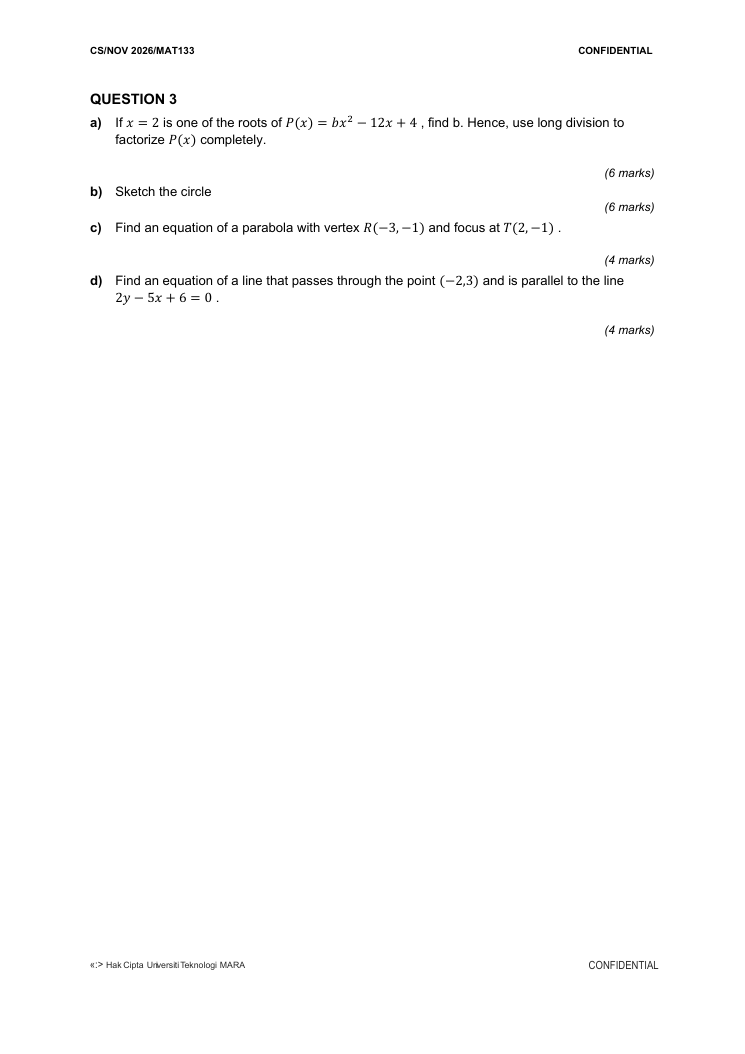 CS/NOV 2026/MAT133 CONFIDENTIAL
QUESTION 3
a) If 𝑥 = 2 is one of the roots of 𝑃(𝑥) = 𝑏𝑥² − 12𝑥 + 4 , find b. Hence, use long division to
factorize 𝑃(𝑥) completely.
(6 marks)
b) Sketch the circle
(6 marks)
c) Find an equation of a parabola with vertex 𝑅(−3, −1) and focus at 𝑇(2, −1) .
(4 marks)
d) Find an equation of a line that passes through the point (−2,3) and is parallel to the line
2𝑦 − 5𝑥 + 6 = 0 .
(4 marks)
«:> Hak Cipta Universiti Teknologi MARA CONFIDENTIAL